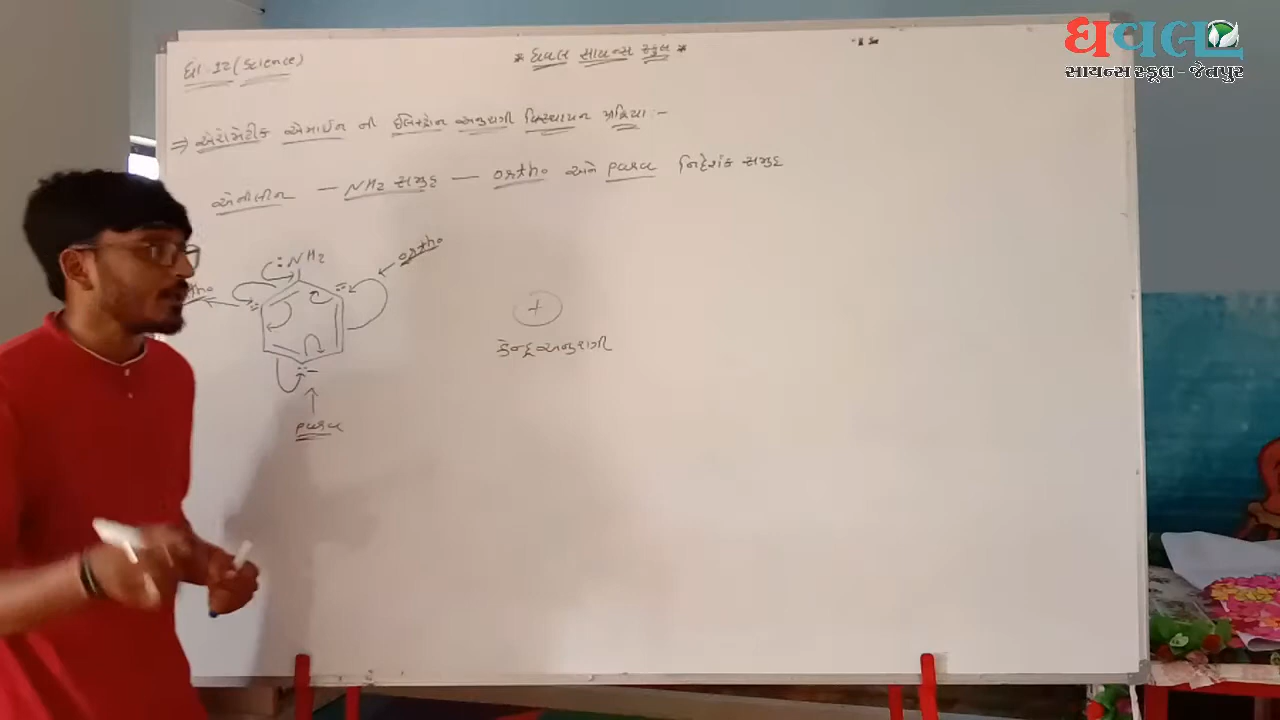 ધવલ
સાયન્સ સ્કૂલ - જેતપુર
ધો-12 (Science)
* ધવલ સાયન્સ સ્કુલ *
⇒ એરોમેટીક એમાઈન ની ઈલેક્ટ્રોન અનુરાગી વિસ્થાપન પ્રક્રિયા :-
એનીલીન — NH2 સમુહ — ortho અને para નિર્દેશક સમુહ
ortho
:NH2
+
કેન્દ્રઅનુરાગી
para